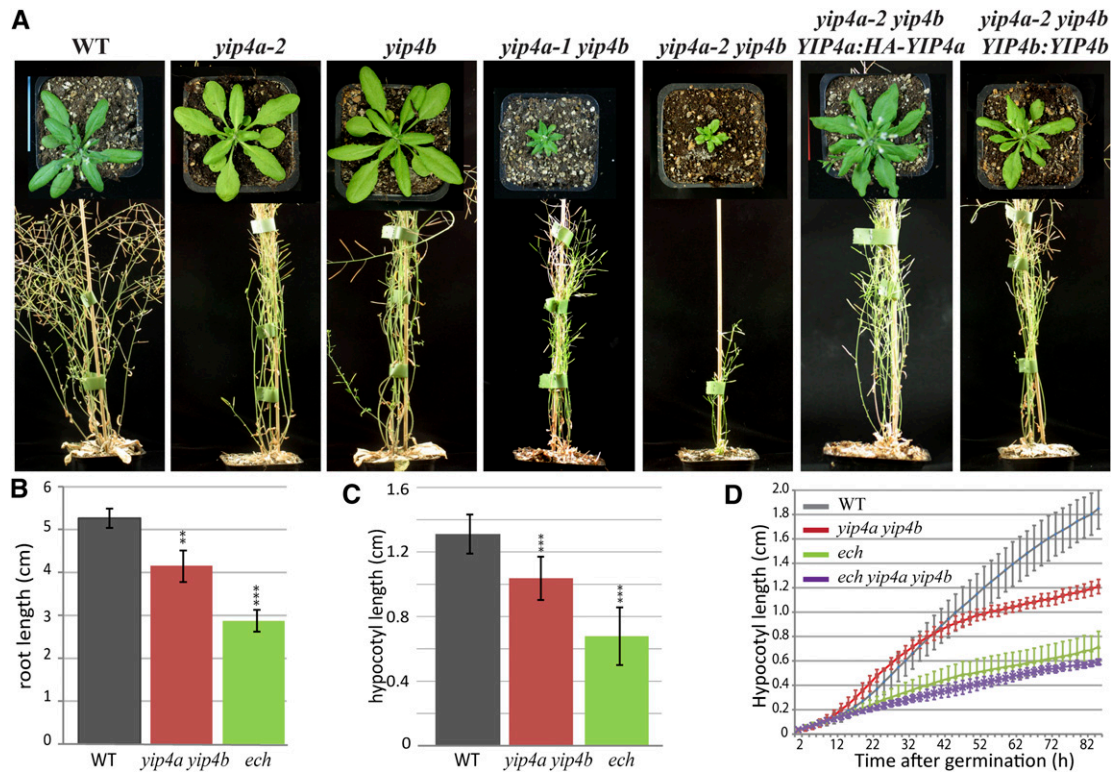 A
WT
yip4a-2
yip4b
yip4a-1 yip4b
yip4a-2 yip4b
yip4a-2 yip4b
YIP4a:HA-YIP4a
yip4a-2 yip4b
YIP4b:YIP4b
B
root length (cm)
6
5
4
3
2
1
0
**
***
WT
yip4a yip4b
ech
C
hypocotyl length (cm)
1.6
1.2
0.8
0.4
0
***
***
WT
yip4a yip4b
ech
D
Hypocotyl length (cm)
2.0
1.8
1.6
1.4
1.2
1.0
0.8
0.6
0.4
0.2
0
WT
yip4a yip4b
ech
ech yip4a yip4b
2 12 22 32 42 52 62 72 82
Time after germination (h)